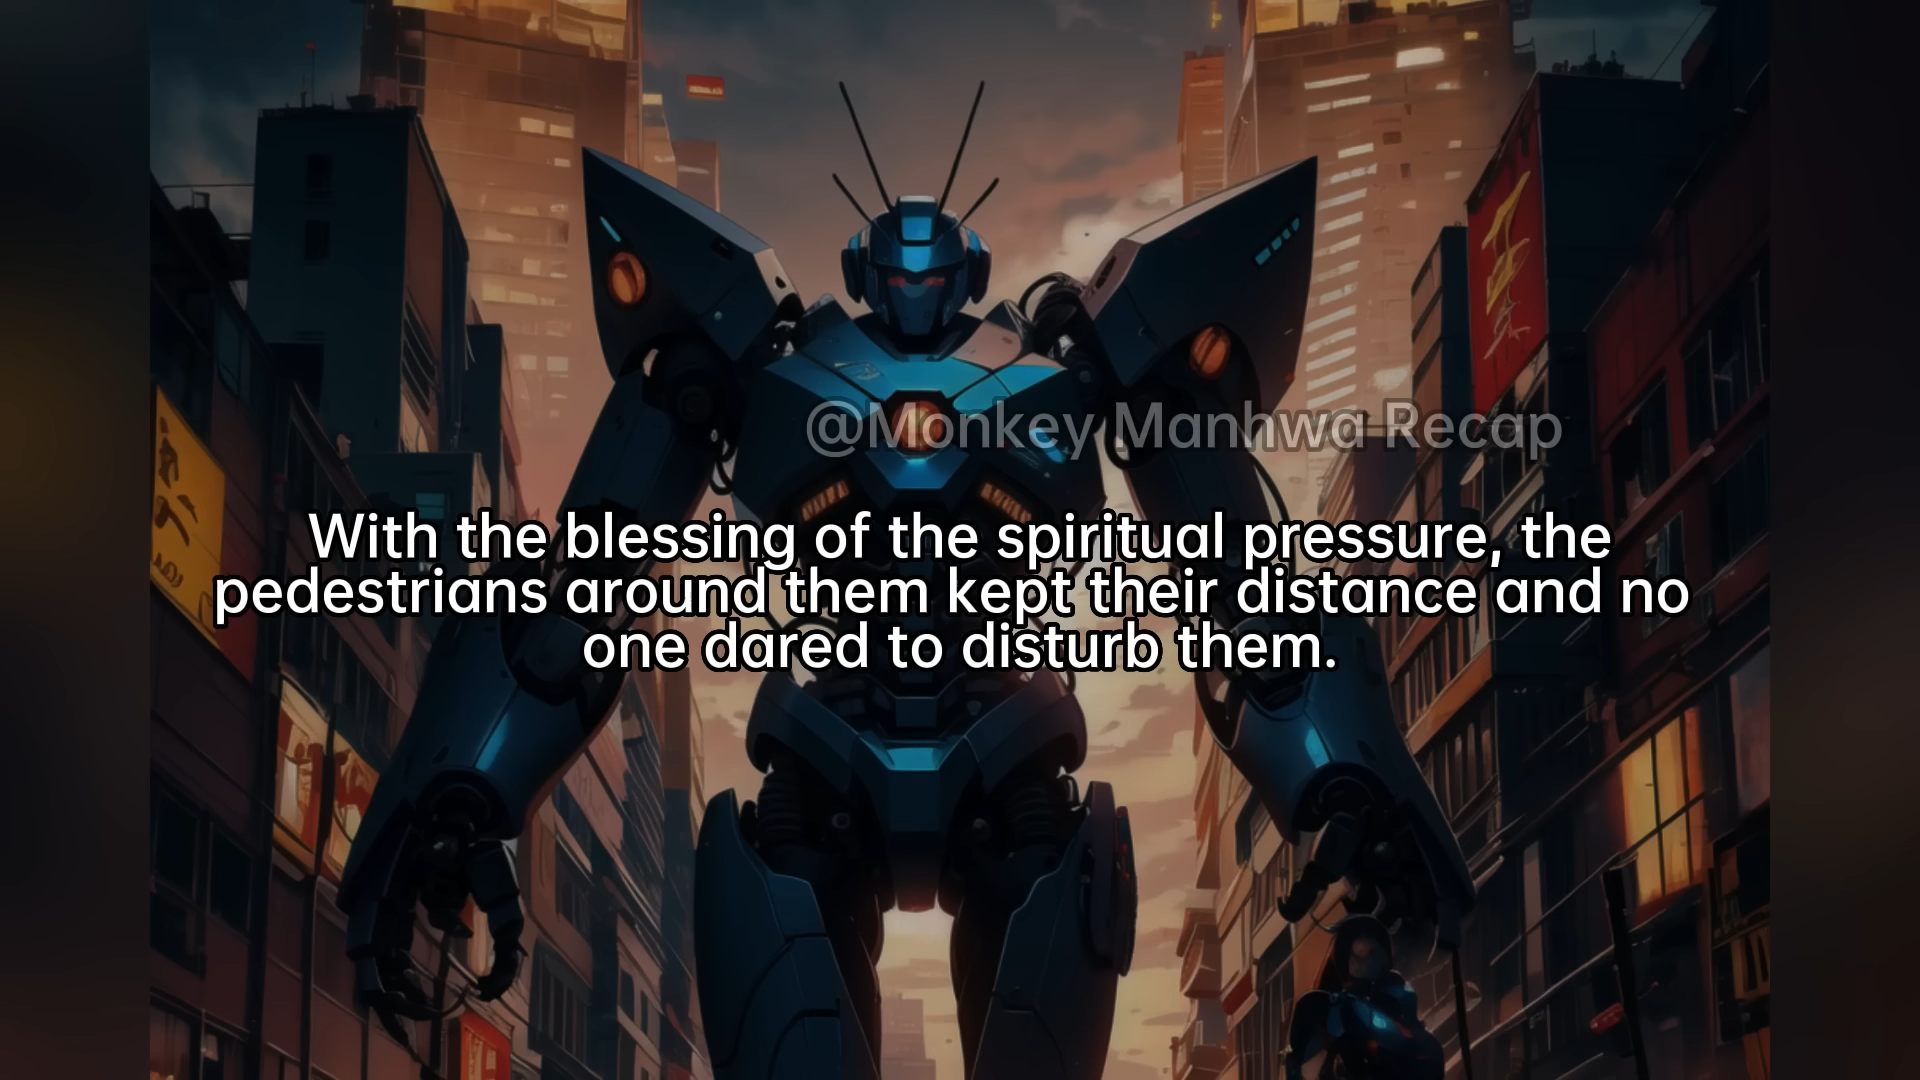 @Monkey Manhwa Recap
With the blessing of the spiritual pressure, the
pedestrians around them kept their distance and no
one dared to disturb them.